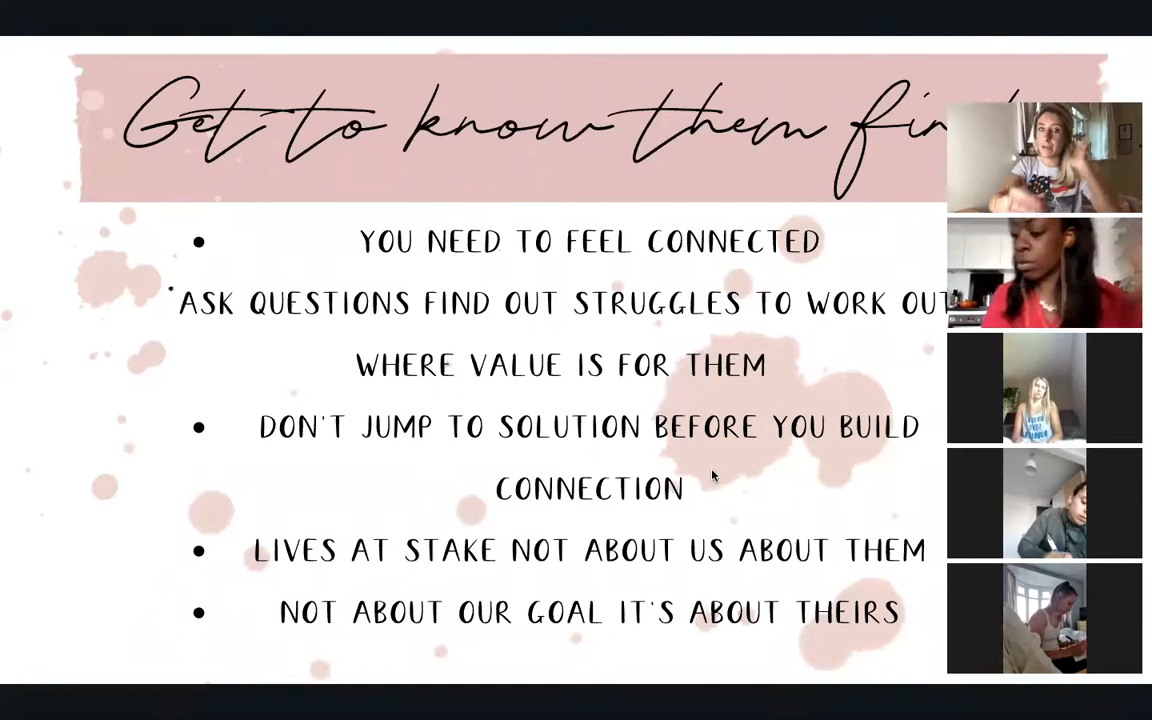 Get to know them
YOU NEED TO FEEL CONNECTED
ASK QUESTIONS FIND OUT STRUGGLES TO WORK OUT
WHERE VALUE IS FOR THEM
DON'T JUMP TO SOLUTION BEFORE YOU BUILD
CONNECTION
LIVES AT STAKE NOT ABOUT US ABOUT THEM
NOT ABOUT OUR GOAL IT'S ABOUT THEIRS